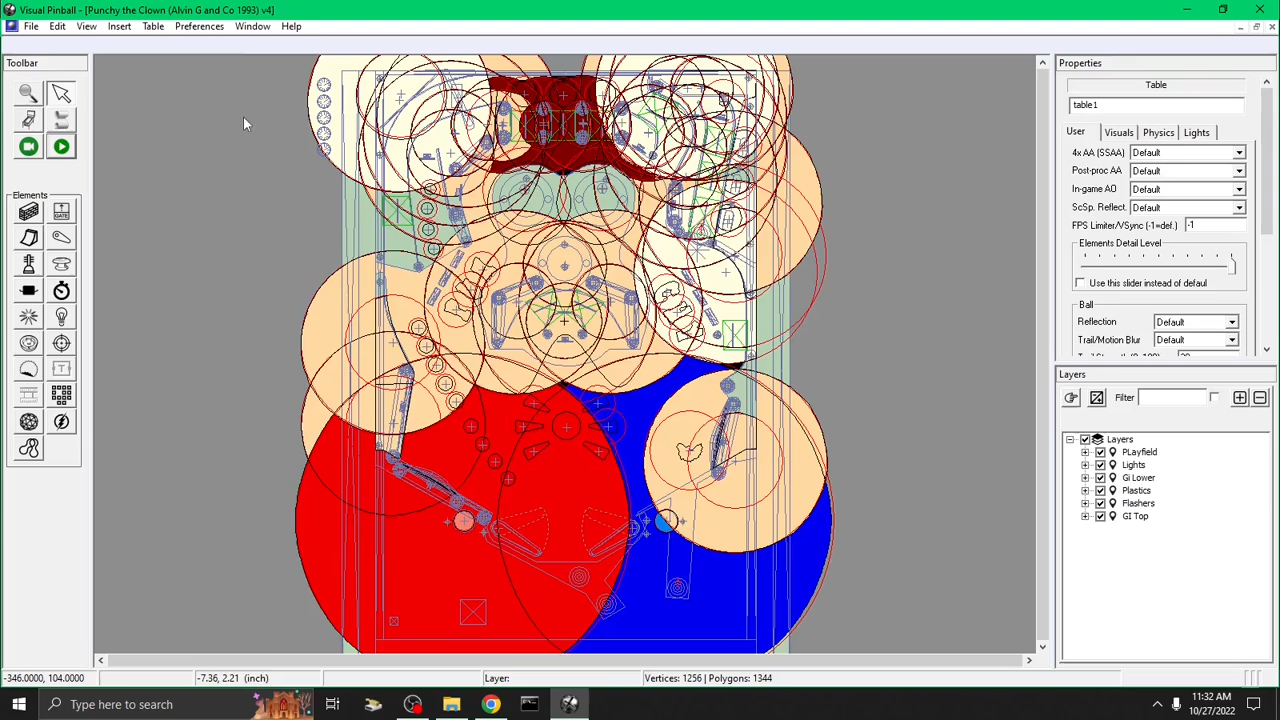 Visual Pinball - [Punchy the Clown (Alvin G and Co 1993) v4]
File Edit View Insert Table Preferences Window Help
Toolbar
Elements
GATE
T
Properties
Table
table1
User Visuals Physics Lights
4x AA (SSAA) Default
Post-proc AA Default
In-game AO Default
ScSp. Reflect. Default
FPS Limiter/VSync (-1=def.) -1
Elements Detail Level
Use this slider instead of default
Ball
Reflection Default
Trail/Motion Blur Default
Layers
Filter
Layers
PLayfield
Lights
Gi Lower
Plastics
Flashers
GI Top
-346.0000, 104.0000 -7.36, 2.21 (inch) Layer: Vertices: 1256 | Polygons: 1344
Type here to search
11:32 AM
10/27/2022